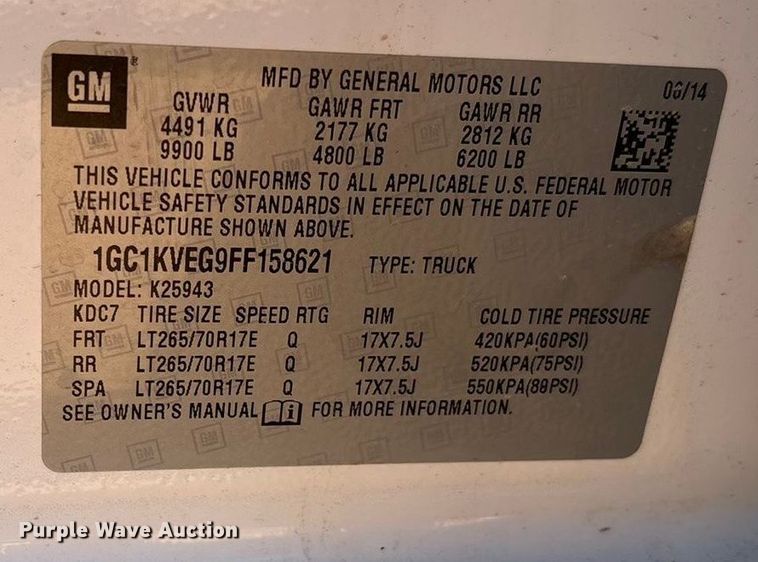 GM
MFD BY GENERAL MOTORS LLC
06/14
GVWR GAWR FRT GAWR RR
4491 KG 2177 KG 2812 KG
9900 LB 4800 LB 6200 LB
THIS VEHICLE CONFORMS TO ALL APPLICABLE U.S. FEDERAL MOTOR
VEHICLE SAFETY STANDARDS IN EFFECT ON THE DATE OF
MANUFACTURE SHOWN ABOVE.
1GC1KVEG9FF158621 TYPE: TRUCK
MODEL: K25943
KDC7 TIRE SIZE SPEED RTG RIM COLD TIRE PRESSURE
FRT LT265/70R17E Q 17X7.5J 420KPA(60PSI)
RR LT265/70R17E Q 17X7.5J 520KPA(75PSI)
SPA LT265/70R17E Q 17X7.5J 550KPA(80PSI)
SEE OWNER'S MANUAL i FOR MORE INFORMATION.
Purple Wave Auction